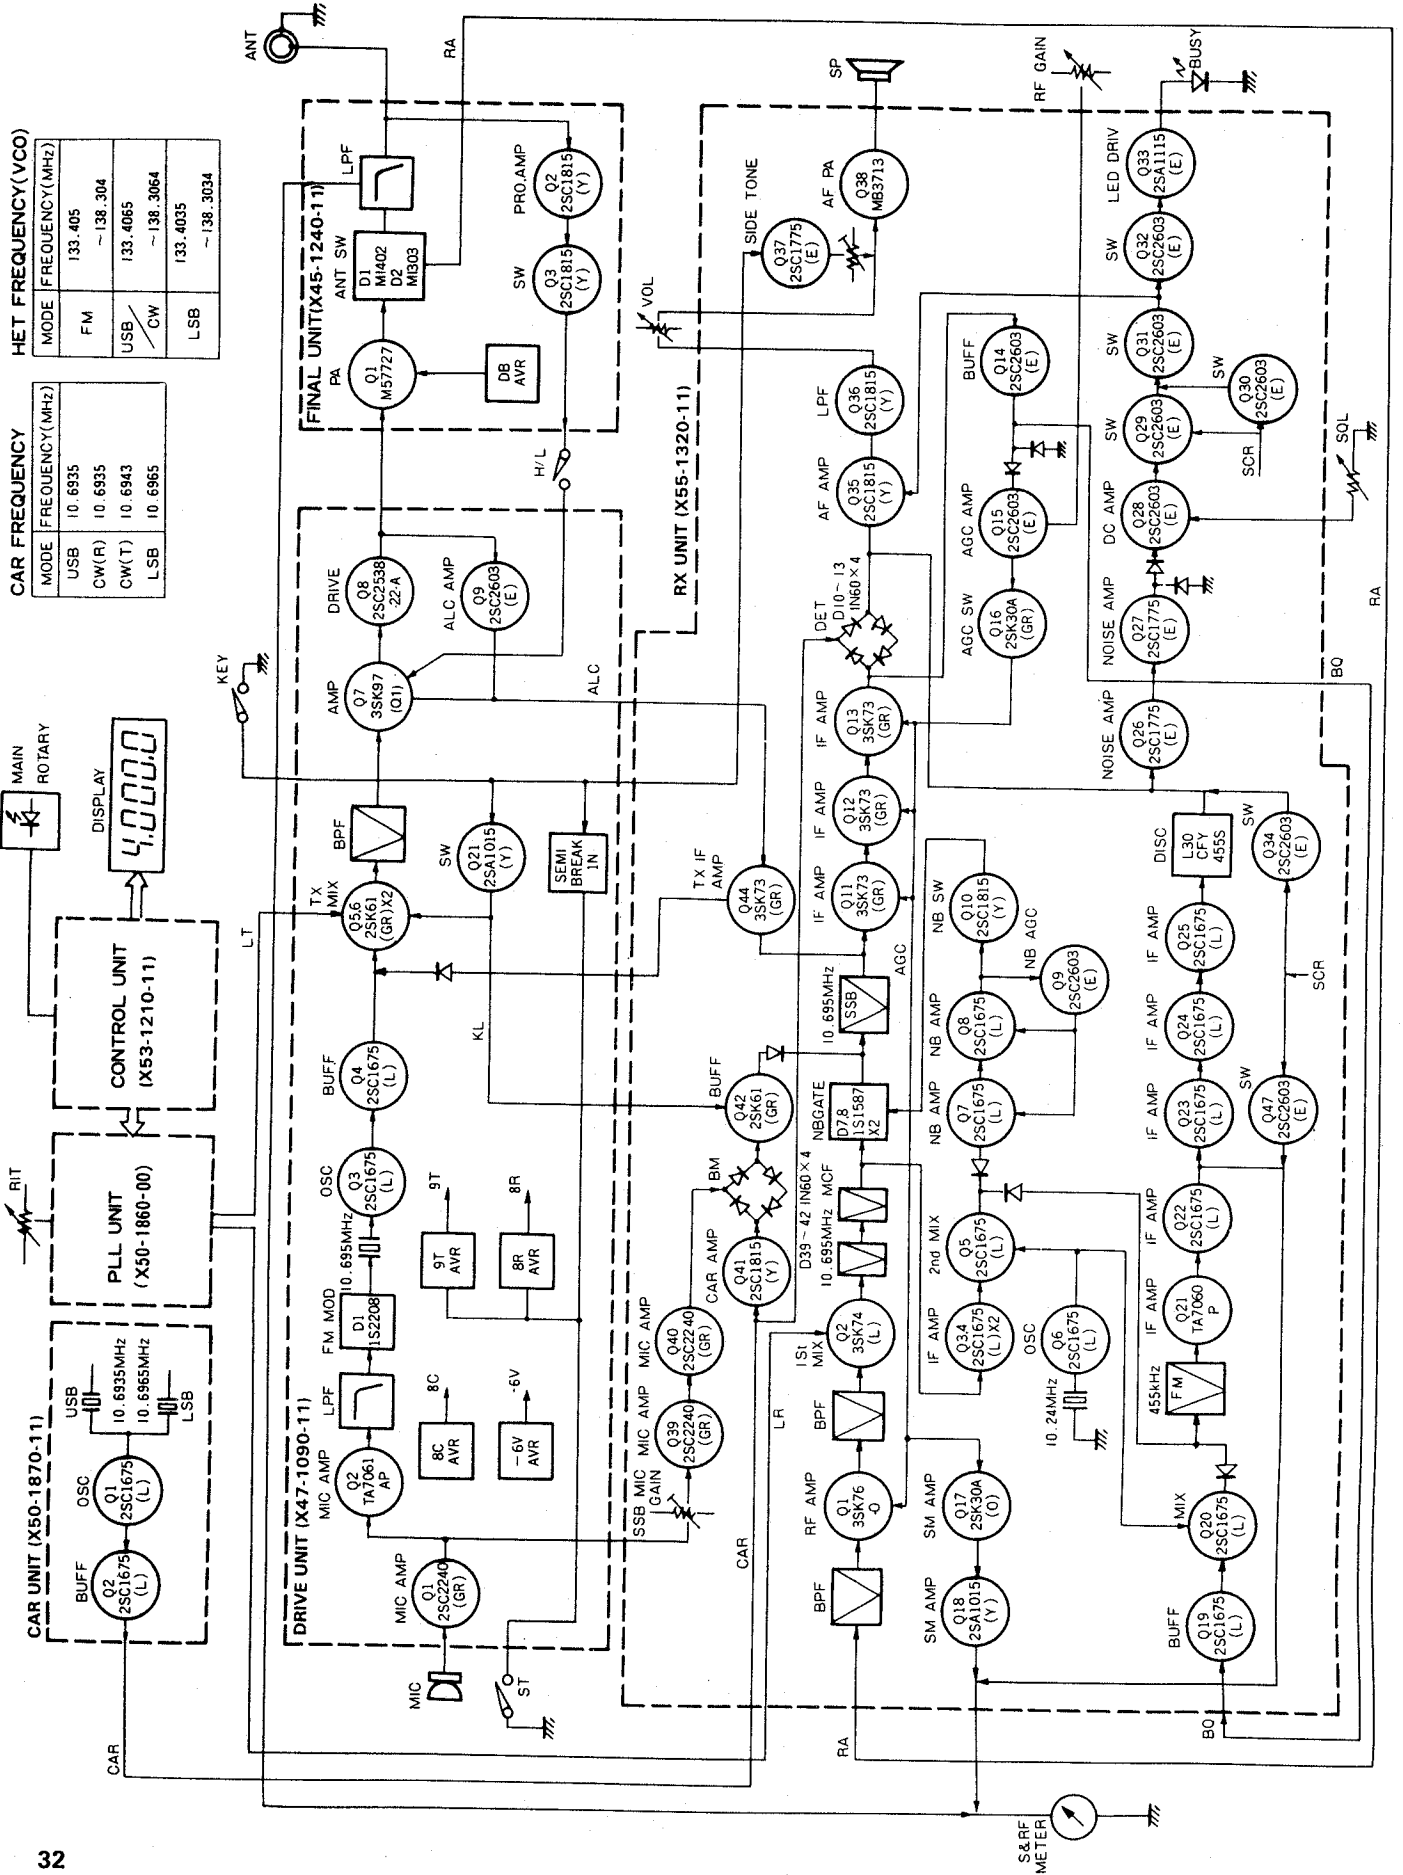 32
CAR UNIT (X50-1870-11)
BUFF
Q2
2SC1675
(L)
OSC
Q1
2SC1675
(L)
USB
10.6935MHz
10.6965MHz
LSB
CAR
RIT
PLL UNIT
(X50-1860-00)
CONTROL UNIT
(X53-1210-11)
MAIN
ROTARY
DISPLAY
4.000.0
CAR FREQUENCY
MODE FREQUENCY(MHz)
USB 10.6935
CW(R) 10.6935
CW(T) 10.6943
LSB 10.6965
HET FREQUENCY(VCO)
MODE FREQUENCY(MHz)
FM 133.405
~138.304
USB/CW 133.4065
~138.3064
LSB 133.4035
~138.3034
ANT
RA
DRIVE UNIT (X47-1090-11)
MIC
MIC AMP
Q1
2SC2240
(GR)
MIC AMP
Q2
TA7061
AP
LPF
FM MOD
D1
1S2208
10.695MHz
OSC
Q3
2SC1675
(L)
BUFF
Q4
2SC1675
(L)
TX
MIX
Q5,6
2SK61
(GR)X2
BPF
AMP
Q7
3SK97
(Q1)
DRIVE
Q8
2SC2538
-22-A
ALC AMP
Q9
2SC2603
(E)
ALC
KEY
LT
KL
SW
Q21
2SA1015
(Y)
SEMI
BREAK
IN
8C
8C
AVR
-6V
-6V
AVR
9T
9T
AVR
8R
8R
AVR
ST
FINAL UNIT(X45-1240-11)
PA
Q1
M57727
DB
AVR
ANT SW
D1
MI402
D2
MI303
LPF
PRO.AMP
Q2
2SC1815
(Y)
SW
Q3
2SC1815
(Y)
H/L
RX UNIT (X55-1320-11)
SSB MIC
GAIN
MIC AMP
Q39
2SC2240
(GR)
MIC AMP
Q40
2SC2240
(GR)
CAR
CAR AMP
Q41
2SC1815
(Y)
BM
D39~42 1N60×4
BUFF
Q42
2SK61
(GR)
TX IF
AMP
Q44
3SK73
(GR)
LR
RA
BPF
RF AMP
Q1
3SK76
-O
BPF
1St
MIX
Q2
3SK74
(L)
10.695MHz MCF
NBGATE
D7,8
1S1587
X2
10.695MHz
SSB
AGC
IF AMP
Q11
3SK73
(GR)
IF AMP
Q12
3SK73
(GR)
IF AMP
Q13
3SK73
(GR)
DET
D10~13
1N60×4
AF AMP
Q35
2SC1815
(Y)
LPF
Q36
2SC1815
(Y)
VOL
SIDE TONE
Q37
2SC1775
(E)
AF PA
Q38
MB3713
SP
SM AMP
Q18
2SA1015
(Y)
SM AMP
Q17
2SK30A
(O)
IF AMP
Q3,4
2SC1675
(L)X2
2nd MIX
Q5
2SC1675
(L)
OSC
Q6
2SC1675
(L)
10.24MHz
NB AMP
Q7
2SC1675
(L)
NB AMP
Q8
2SC1675
(L)
NB AGC
Q9
2SC2603
(E)
NB SW
Q10
2SC1815
(Y)
AGC SW
Q16
2SK30A
(GR)
AGC AMP
Q15
2SC2603
(E)
BUFF
Q14
2SC2603
(E)
RF GAIN
BUFF
Q19
2SC1675
(L)
MIX
Q20
2SC1675
(L)
455kHz
FM
IF AMP
Q21
TA7060
P
IF AMP
Q22
2SC1675
(L)
IF AMP
Q23
2SC1675
(L)
IF AMP
Q24
2SC1675
(L)
IF AMP
Q25
2SC1675
(L)
DISC
L30
CFY
455S
SW
Q47
2SC2603
(E)
SW
Q34
2SC2603
(E)
SCR
NOISE AMP
Q26
2SC1775
(E)
NOISE AMP
Q27
2SC1775
(E)
DC AMP
Q28
2SC2603
(E)
SW
Q29
2SC2603
(E)
SW
Q30
2SC2603
(E)
SCR
SW
Q31
2SC2603
(E)
SW
Q32
2SC2603
(E)
LED DRIV
Q33
2SA1115
(E)
BUSY
SQL
BQ
BQ
RA
S&RF
METER